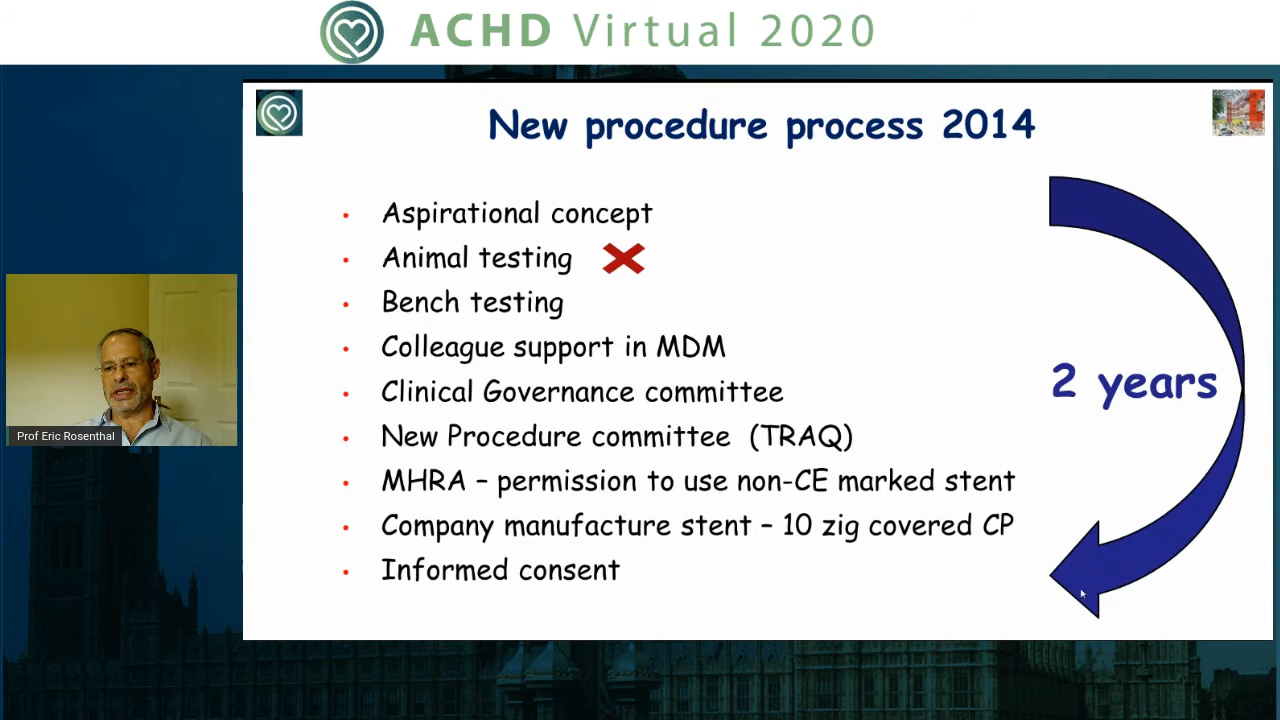 ACHD Virtual 2020
New procedure process 2014
• Aspirational concept
• Animal testing
• Bench testing
• Colleague support in MDM
• Clinical Governance committee
• New Procedure committee (TRAQ)
• MHRA – permission to use non-CE marked stent
• Company manufacture stent – 10 zig covered CP
• Informed consent
2 years
Prof Eric Rosenthal